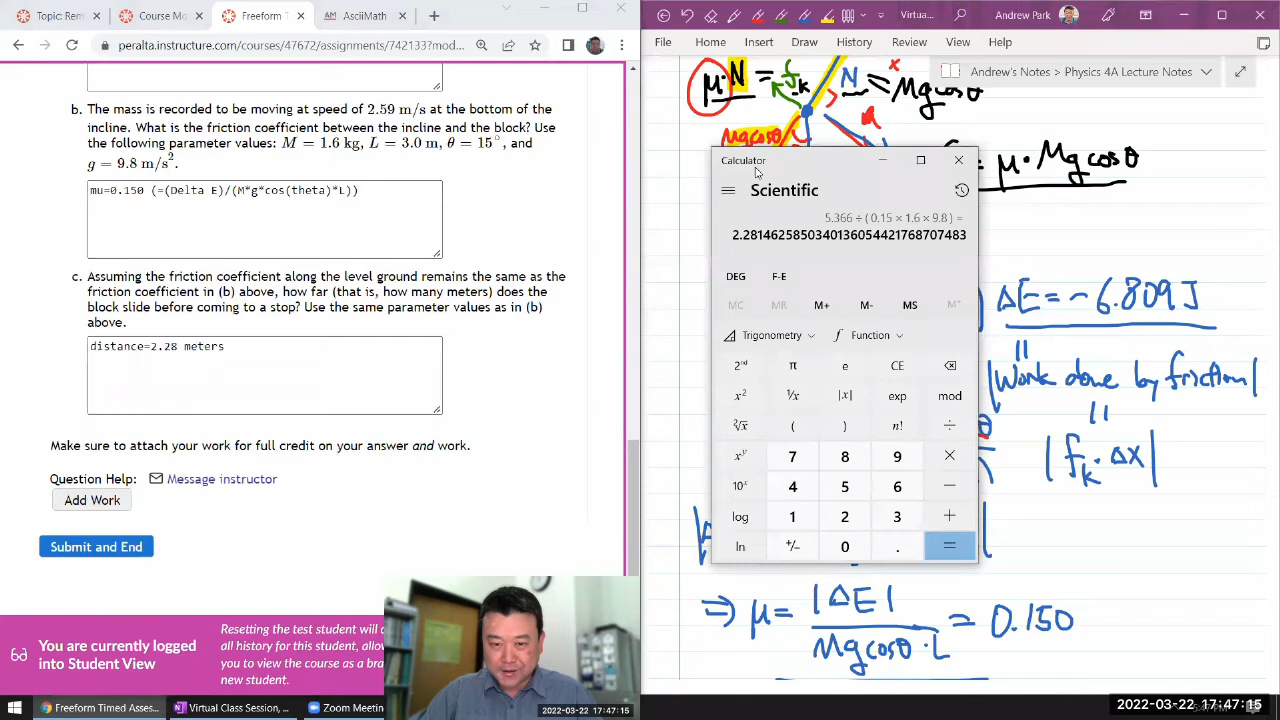 Topic Rem
Course Mo
Freeform T
AsciiMath
peraltainstructure.com/courses/47672/assignments/742133?mod...
b. The mass is recorded to be moving at speed of 2.59 m/s at the bottom of the
incline. What is the friction coefficient between the incline and the block? Use
the following parameter values: M = 1.6 kg, L = 3.0 m, θ = 15°, and
g = 9.8 m/s².
mu=0.150 (=(Delta E)/(M*g*cos(theta)*L))
c. Assuming the friction coefficient along the level ground remains the same as the
friction coefficient in (b) above, how far (that is, how many meters) does the
block slide before coming to a stop? Use the same parameter values as in (b)
above.
distance=2.28 meters
Make sure to attach your work for full credit on your answer and work.
Question Help: Message instructor
Add Work
Submit and End
You are currently logged
into Student View
Resetting the test student will
all history for this student, allo
you to view the course as a bra
new student.
Freeform Timed Asses...
Virtual Class Session, ...
Zoom Meeting
2022-03-22 17:47:15
Virtua...
Andrew Park
File Home Insert Draw History Review View Help
Andrew's Notes > Physics 4A Lecture Notes
μ·N = fk
N = Mg cosθ
Mg cosθ
= μ·Mg cosθ
Calculator
Scientific
5.366 ÷ ( 0.15 × 1.6 × 9.8 ) =
2.2814625850340136054421768707483
DEG F-E
MC MR M+ M- MS M˅
Trigonometry Function
2ⁿᵈ π e CE
x² ¹/x |x| exp mod
²√x ( ) n! ÷
xʸ 7 8 9 ×
10ˣ 4 5 6 −
log 1 2 3 +
ln +/− 0 . =
) ΔE = −6.809 J
||
|Work done by friction|
||
|fk · Δx|
⇒ μ = |ΔE| / Mg cosθ · L = 0.150
2022-03-22 17:47:15